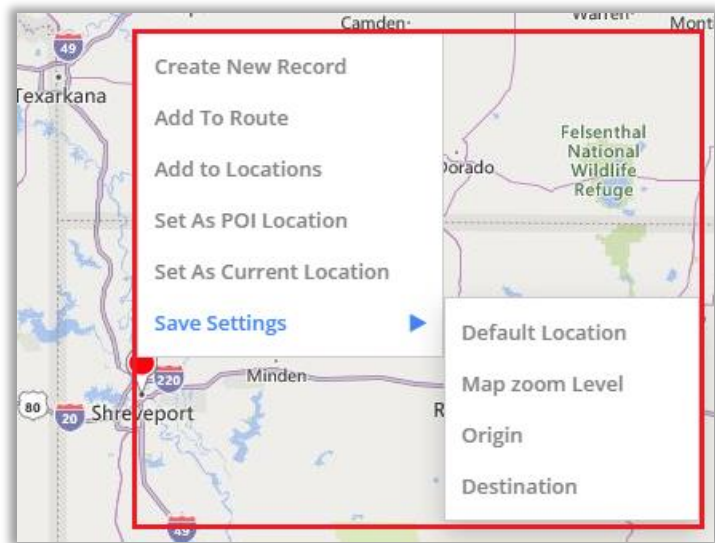 Camden
Warren
Mont
49
Texarkana
Create New Record
Add To Route
Add to Locations
Set As POI Location
Set As Current Location
Save Settings
Dorado
Felsenthal
National
Wildlife
Refuge
Default Location
Map zoom Level
Origin
Destination
220
Minden
R
80
20
Shreveport
49